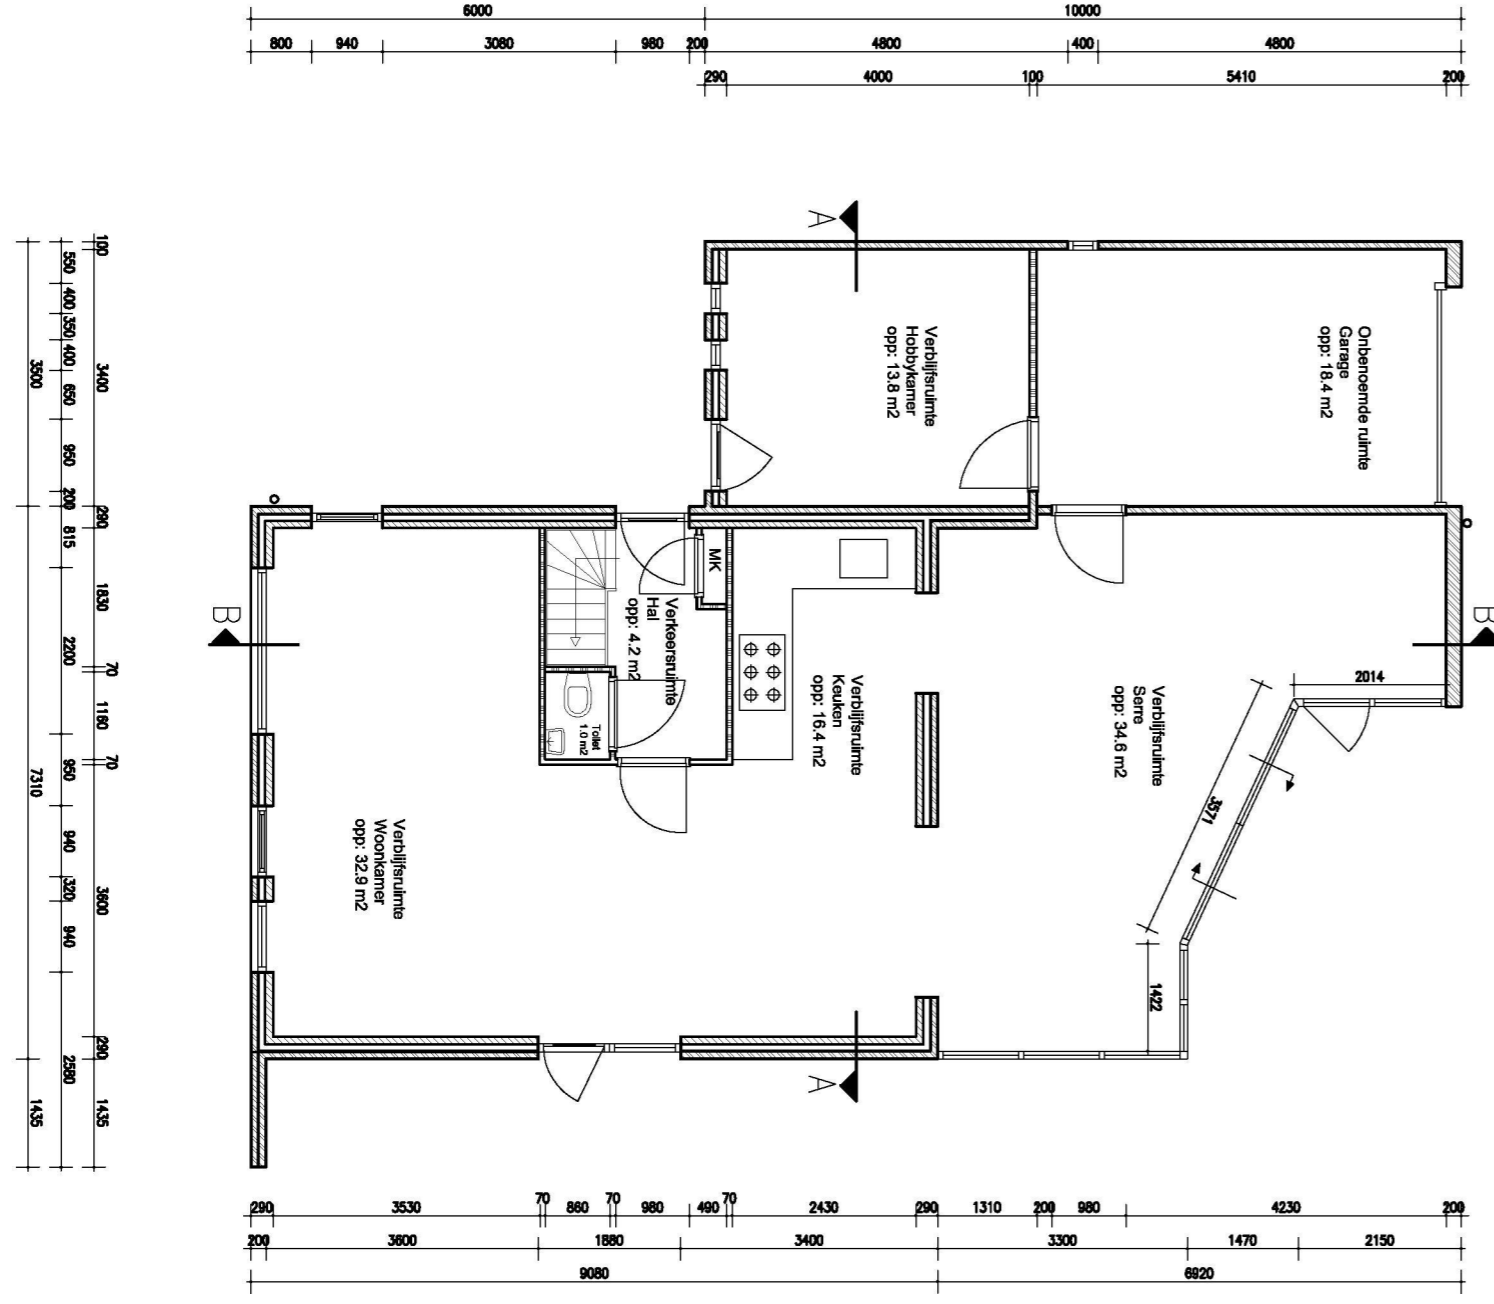 6000
10000
800
940
3080
980
200
4800
400
4800
290
4000
100
5410
200
A
Verblijfsruimte
Hobbykamer
opp: 13.8 m2
Onbenoemde ruimte
Garage
opp: 18.4 m2
100
550
400
350
400
3400
650
3500
950
200
290
815
1830
2200
70
1160
70
950
7310
940
320
3600
940
290
2580
1435
1435
MK
Verkeersruimte
Hal
opp: 4.2 m2
B
B
Verblijfsruimte
Keuken
opp: 16.4 m2
Verblijfsruimte
Serre
opp: 34.6 m2
2014
3571
1422
Toilet
1.0 m2
Verblijfsruimte
Woonkamer
opp: 32.9 m2
A
290
3530
70
860
70
980
490
70
2430
290
1310
200
980
4230
200
200
3600
1880
3400
3300
1470
2150
9080
6920